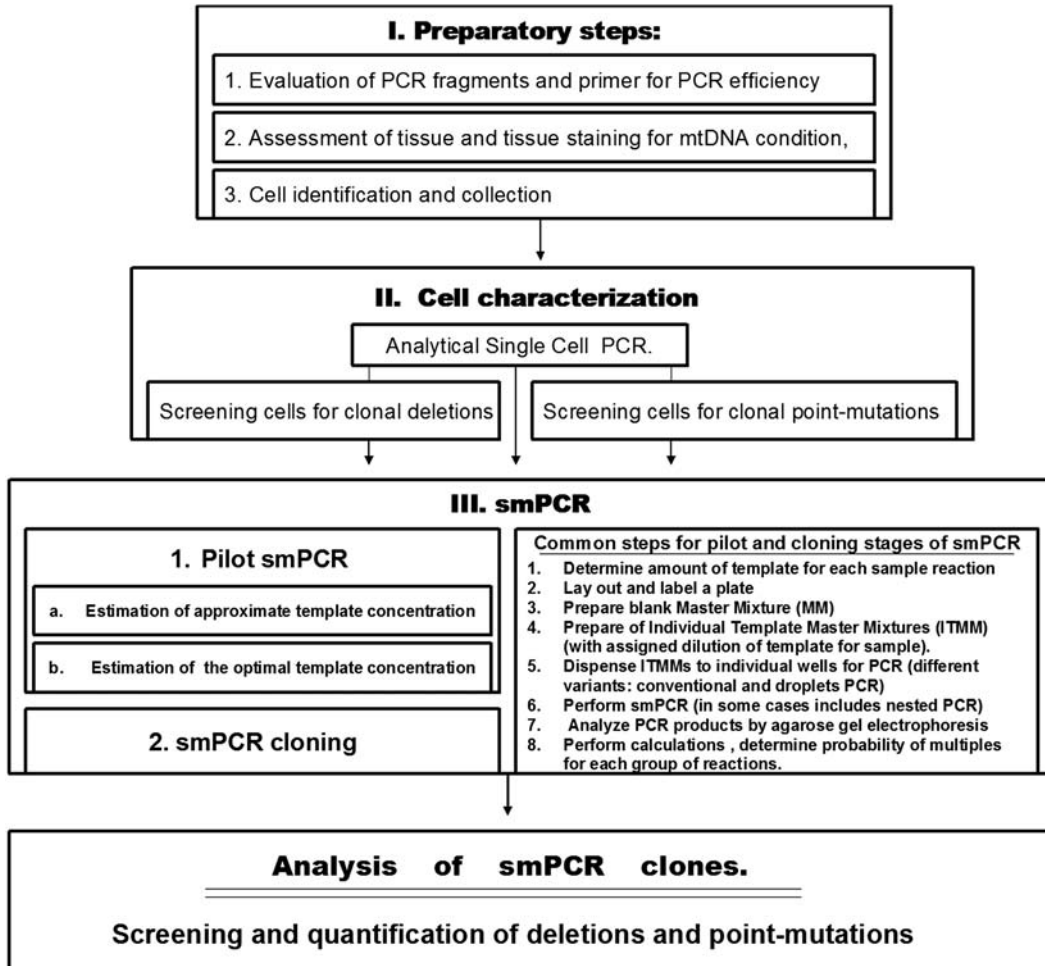 I. Preparatory steps:
1. Evaluation of PCR fragments and primer for PCR efficiency
2. Assessment of tissue and tissue staining for mtDNA condition,
3. Cell identification and collection
II. Cell characterization
Analytical Single Cell PCR.
Screening cells for clonal deletions
Screening cells for clonal point-mutations
III. smPCR
1. Pilot smPCR
a. Estimation of approximate template concentration
b. Estimation of the optimal template concentration
2. smPCR cloning
Common steps for pilot and cloning stages of smPCR
1. Determine amount of template for each sample reaction
2. Lay out and label a plate
3. Prepare blank Master Mixture (MM)
4. Prepare of Individual Template Master Mixtures (ITMM)
(with assigned dilution of template for sample).
5. Dispense ITMMs to individual wells for PCR (different
variants: conventional and droplets PCR)
6. Perform smPCR (in some cases includes nested PCR)
7. Analyze PCR products by agarose gel electrophoresis
8. Perform calculations , determine probability of multiples
for each group of reactions.
Analysis of smPCR clones.
Screening and quantification of deletions and point-mutations